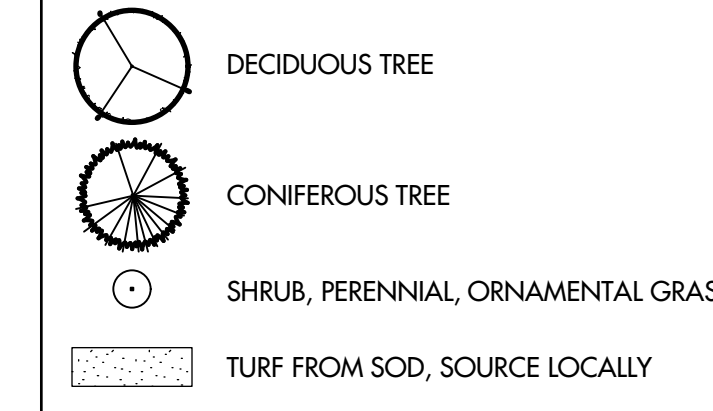 DECIDUOUS TREE
CONIFEROUS TREE
SHRUB, PERENNIAL, ORNAMENTAL GRAS
TURF FROM SOD, SOURCE LOCALLY